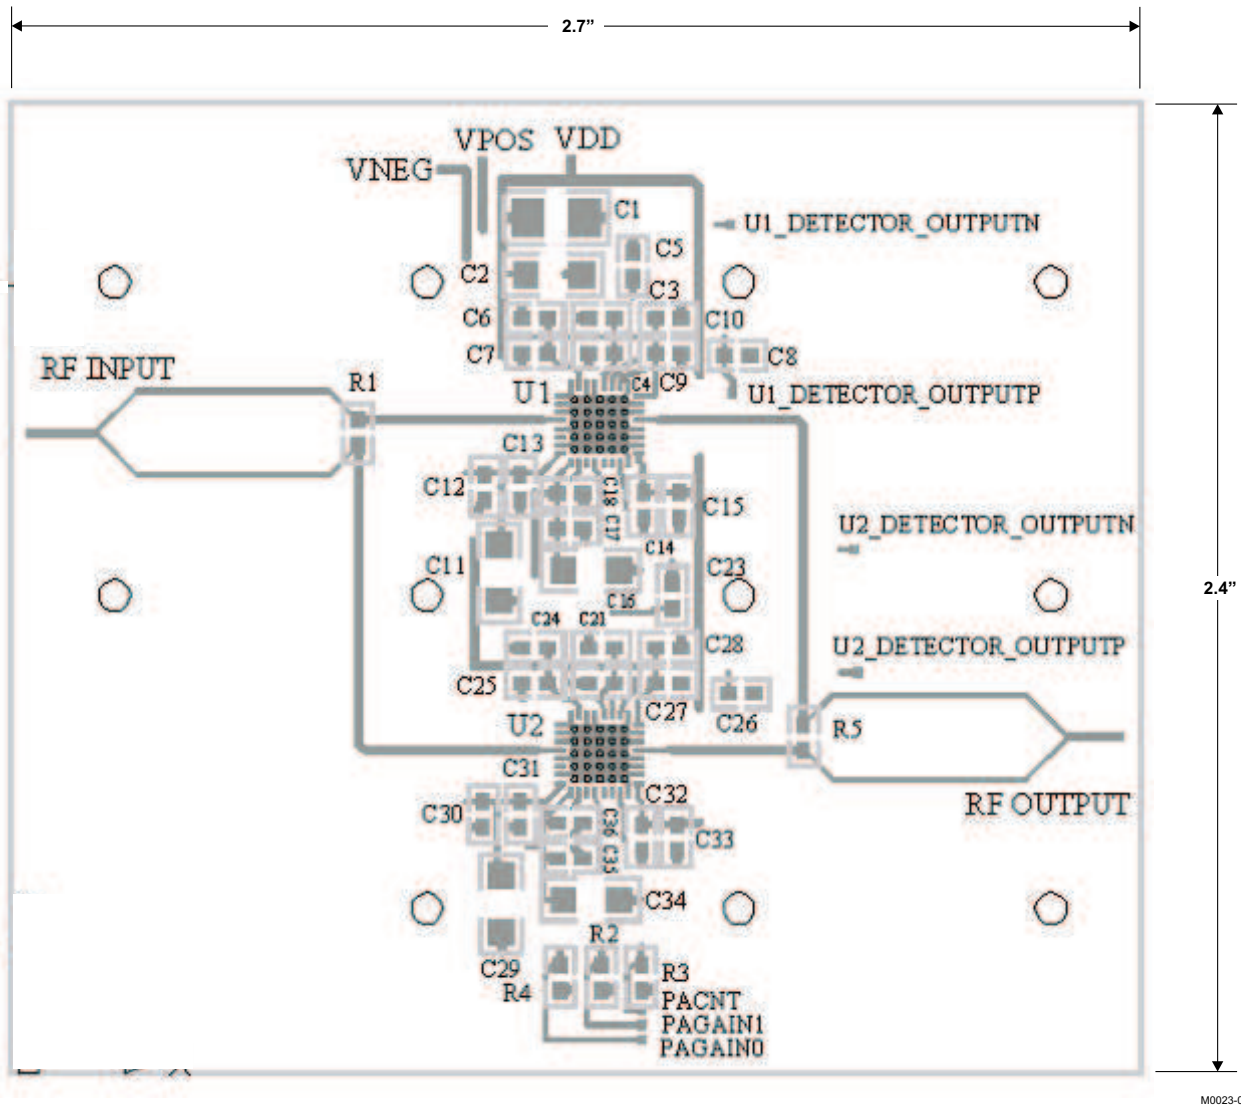 2.7”
VPOS VDD
VNEG
C1
U1_DETECTOR_OUTPUTN
C5
C2
C3
C6
C10
C7
C8
RF INPUT
R1
U1
C4
C9
U1_DETECTOR_OUTPUTP
C13
C12
C18
C15
U2_DETECTOR_OUTPUTN
C17
C14
C11
C23
2.4”
C16
C24
C21
C28
U2_DETECTOR_OUTPUTP
C25
C27
C26
U2
R5
C31
C32
RF OUTPUT
C30
C36
C33
C35
C34
R2
C29
R3
R4
PACNT
PAGAIN1
PAGAIN0